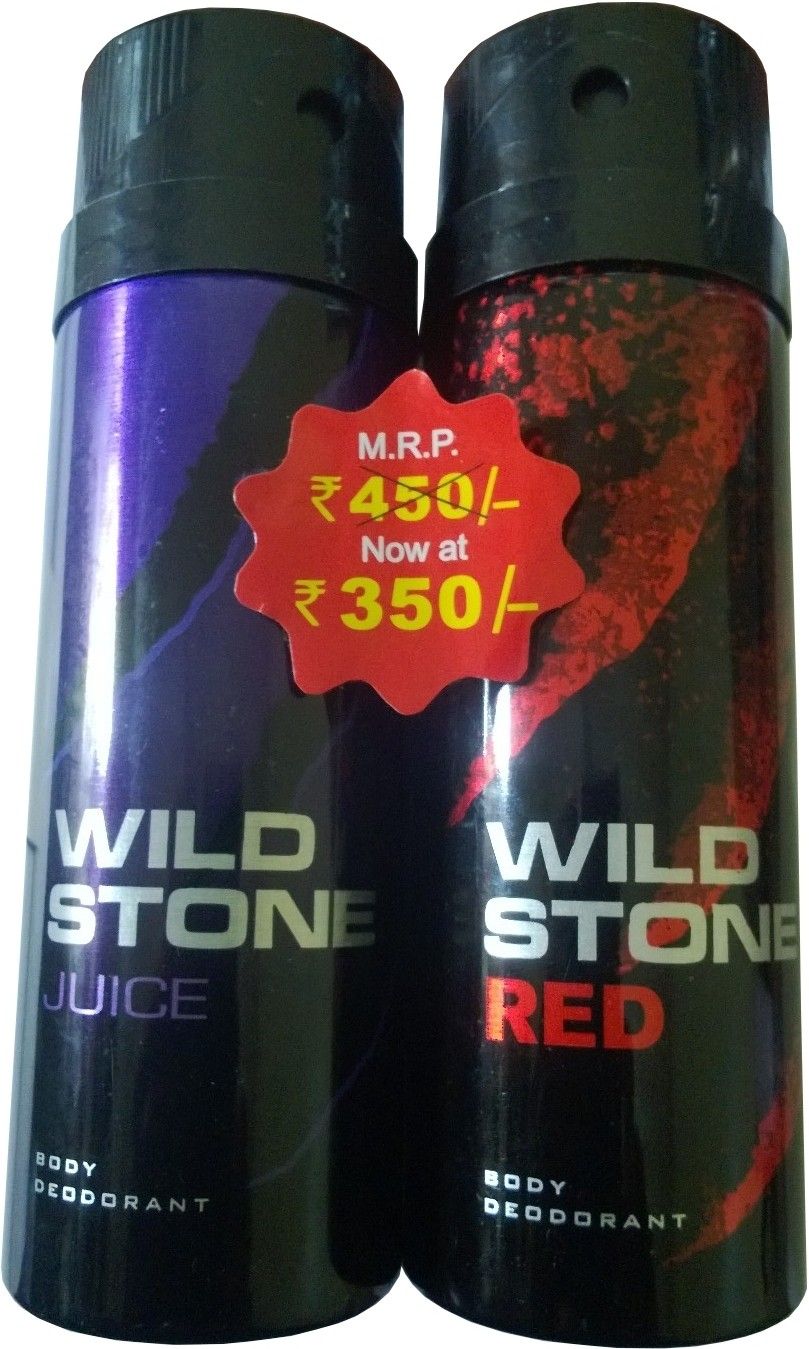 M.R.P.
₹ 450/-
Now at
₹ 350/-
WILD
STONE
JUICE
BODY
DEODORANT
WILD
STONE
RED
BODY
DEODORANT